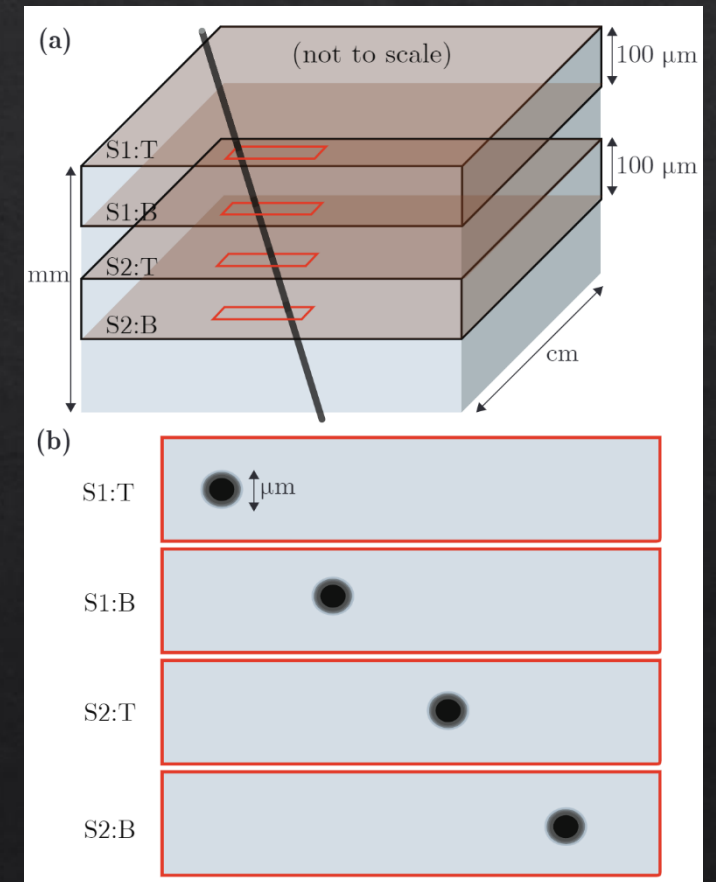 (a)
(not to scale)
100 μm
S1:T
100 μm
S1:B
S2:T
mm
S2:B
cm
(b)
S1:T
μm
S1:B
S2:T
S2:B